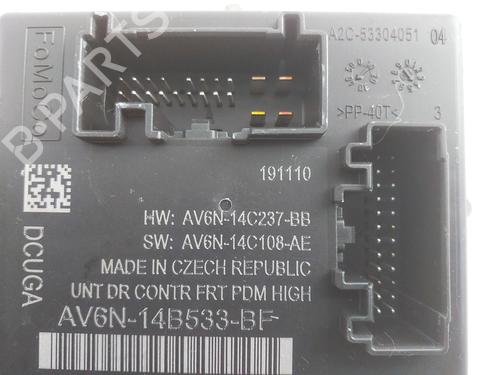 FoMoCo
A2C-53304051 04
>PP-40T< 3
191110
HW: AV6N-14C237-BB
SW: AV6N-14C108-AE
MADE IN CZECH REPUBLIC
UNT DR CONTR FRT PDM HIGH
AV6N-14B533-BF
DCUGA
B-PARTS